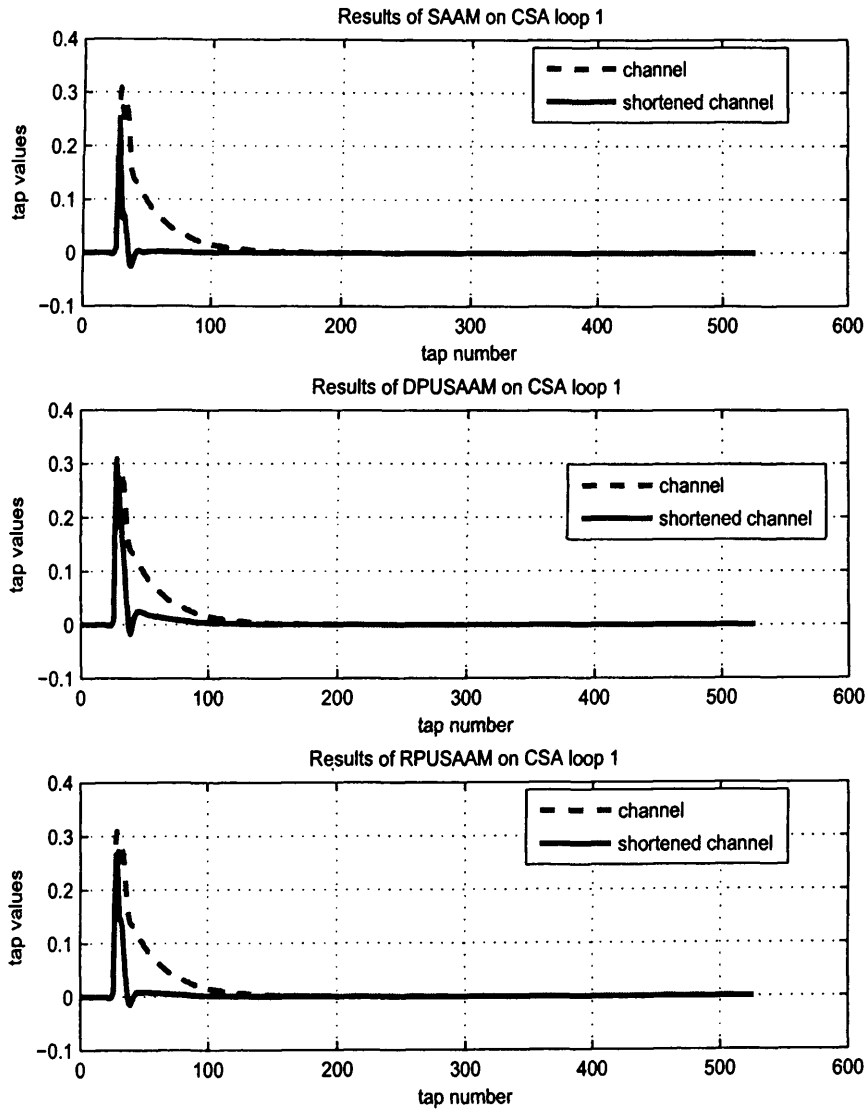 Results of SAAM on CSA loop 1
0.4
0.3
0.2
0.1
0
−0.1
tap values
channel
shortened channel
0 100 200 300 400 500 600
tap number
Results of DPUSAAM on CSA loop 1
0.4
0.3
0.2
0.1
0
−0.1
tap values
channel
shortened channel
0 100 200 300 400 500 600
tap number
Results of RPUSAAM on CSA loop 1
0.4
0.3
0.2
0.1
0
−0.1
tap values
channel
shortened channel
0 100 200 300 400 500 600
tap number